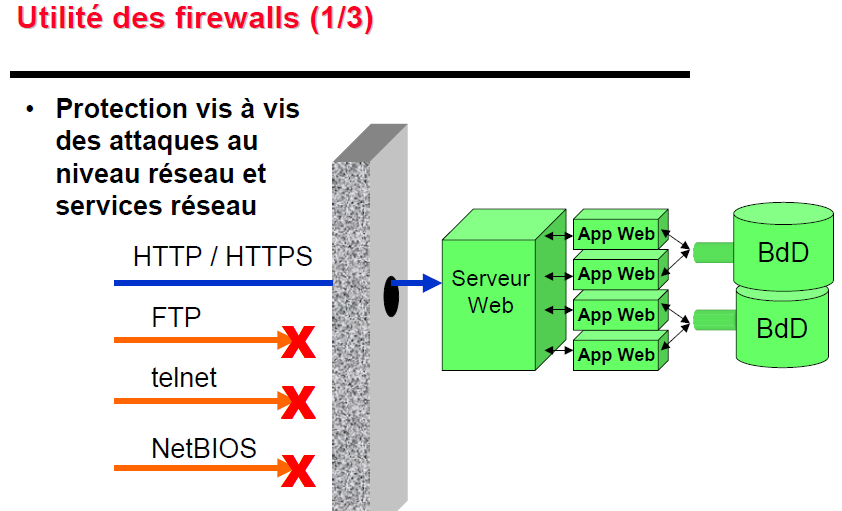 Utilité des firewalls (1/3)
• Protection vis à vis
des attaques au
niveau réseau et
services réseau
HTTP / HTTPS
FTP
telnet
NetBIOS
Serveur
Web
App Web
App Web
App Web
App Web
BdD
BdD